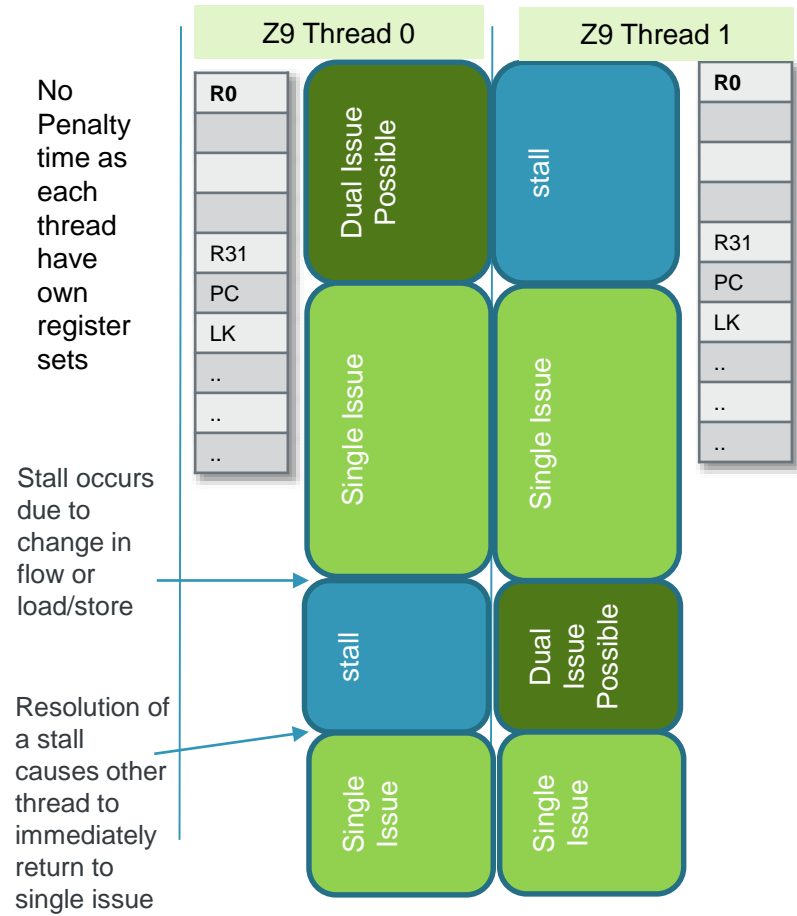 Z9 Thread 0
Z9 Thread 1
No
Penalty
time as
each
thread
have
own
register
sets
R0
R31
PC
LK
..
..
..
Dual Issue
Possible
stall
R0
R31
PC
LK
..
..
..
Single Issue
Single Issue
Stall occurs
due to
change in
flow or
load/store
stall
Dual
Issue
Possible
Resolution of
a stall
causes other
thread to
immediately
return to
single issue
Single
Issue
Single
Issue